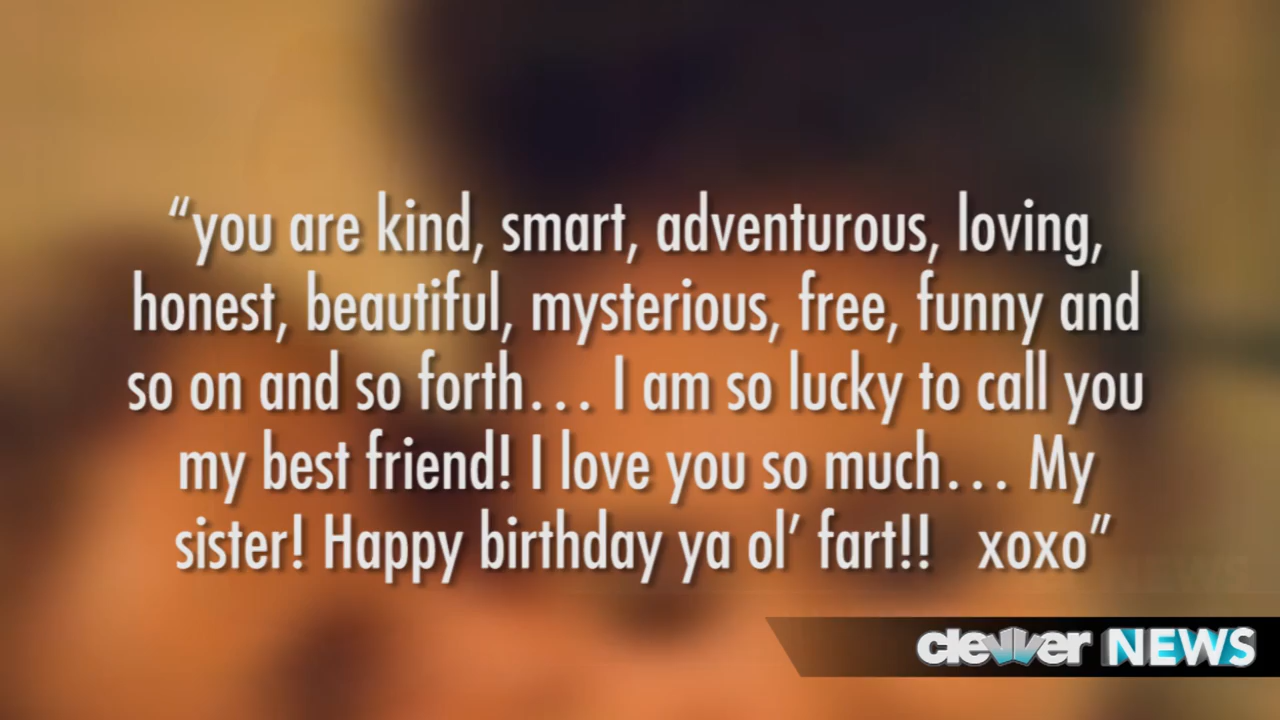 “you are kind, smart, adventurous, loving,
honest, beautiful, mysterious, free, funny and
so on and so forth… I am so lucky to call you
my best friend! I love you so much… My
sister! Happy birthday ya ol’ fart!! xoxo”
clevver NEWS